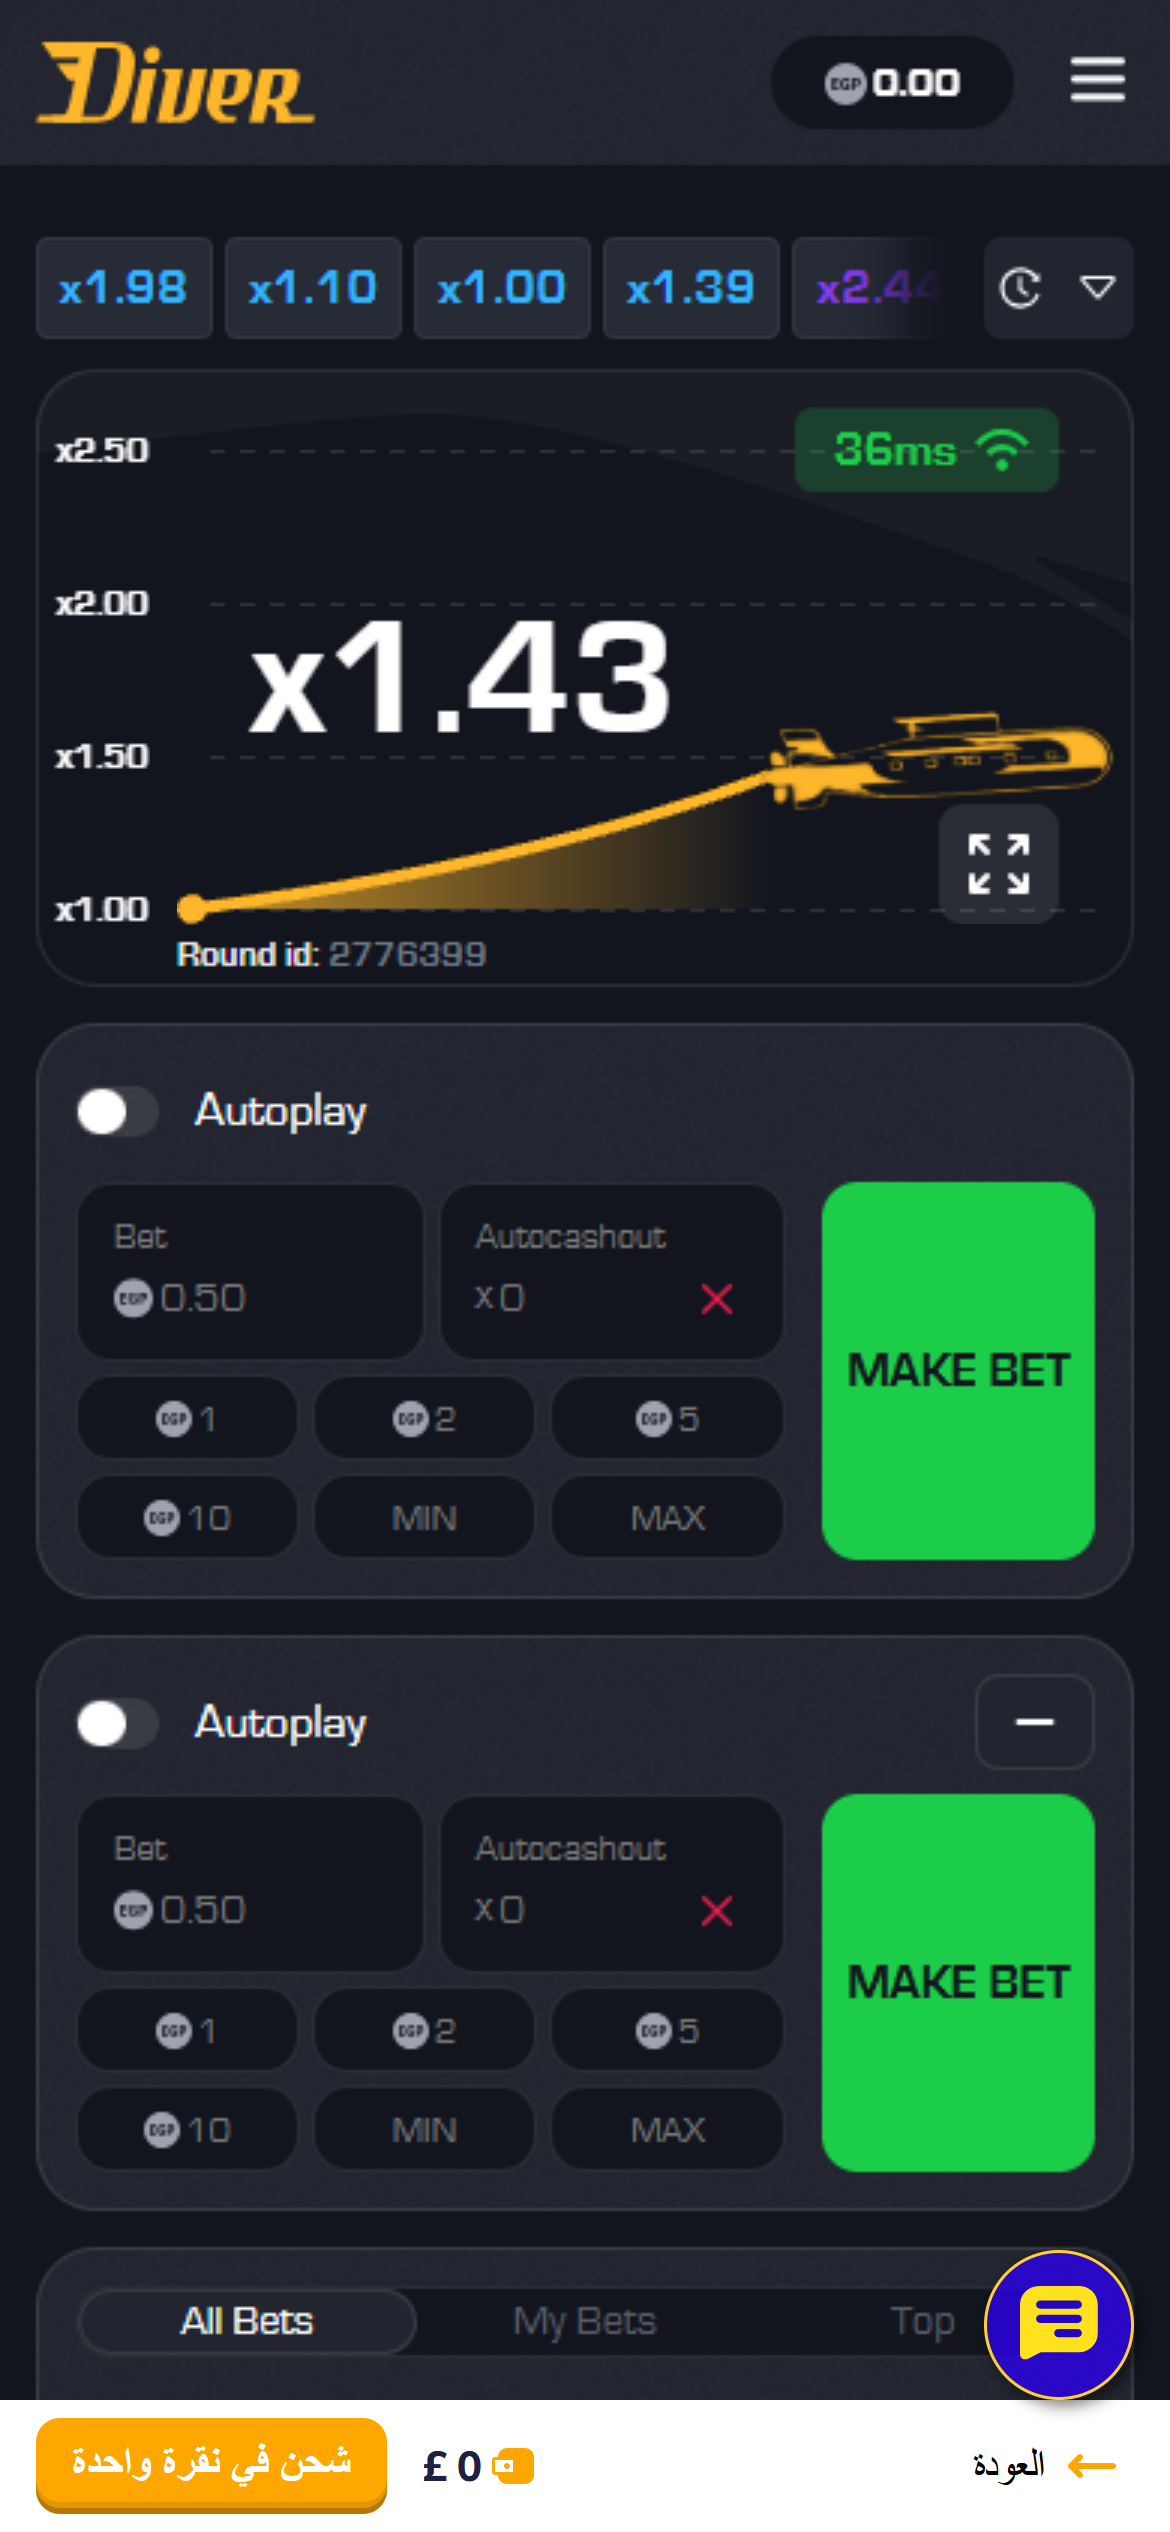 Diver
EGP 0.00
x1.98 x1.10 x1.00 x1.39 x2.44
x2.50
36ms
x2.00
x1.43
x1.50
x1.00
Round id: 2776399
Autoplay
Bet
EGP 0.50
Autocashout
x0
MAKE BET
EGP 1 EGP 2 EGP 5
EGP 10 MIN MAX
Autoplay
Bet
EGP 0.50
Autocashout
x0
MAKE BET
EGP 1 EGP 2 EGP 5
EGP 10 MIN MAX
All Bets My Bets Top
شحن في نقرة واحدة
£ 0
العودة